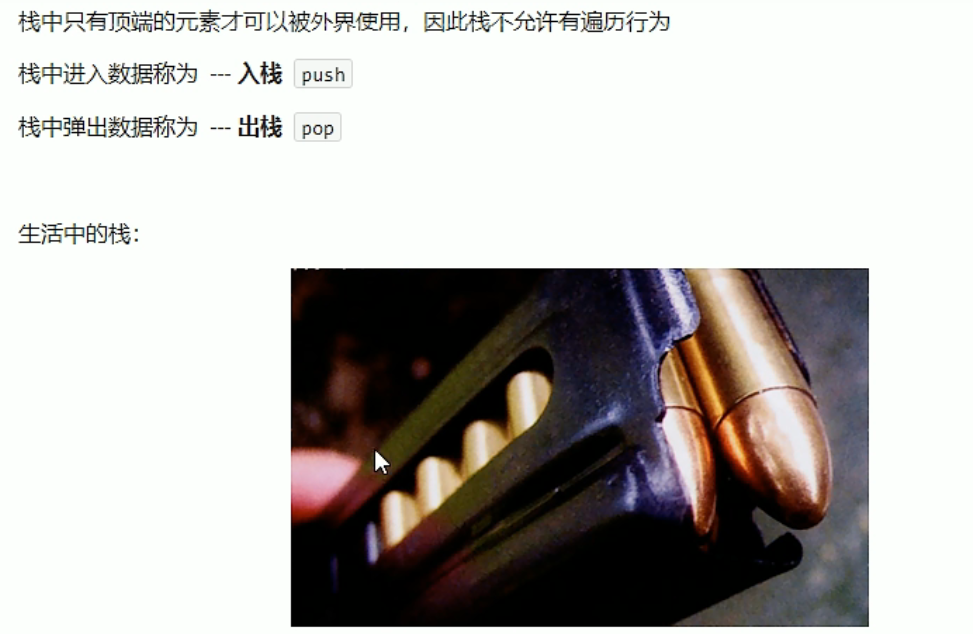 栈中只有顶端的元素才可以被外界使用，因此栈不允许有遍历行为
栈中进入数据称为 --- 入栈 push
栈中弹出数据称为 --- 出栈 pop
生活中的栈：